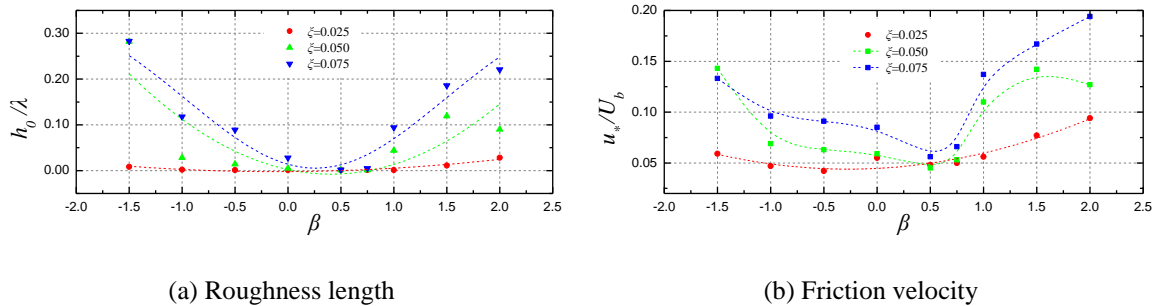 0.30
0.20
0.10
0.00
h₀/λ
ξ=0.025
ξ=0.050
ξ=0.075
-2.0 -1.5 -1.0 -0.5 0.0 0.5 1.0 1.5 2.0 2.5
β
(a) Roughness length
0.20
0.15
0.10
0.05
u*/U_b
ξ=0.025
ξ=0.050
ξ=0.075
-2.0 -1.5 -1.0 -0.5 0.0 0.5 1.0 1.5 2.0 2.5
β
(b) Friction velocity